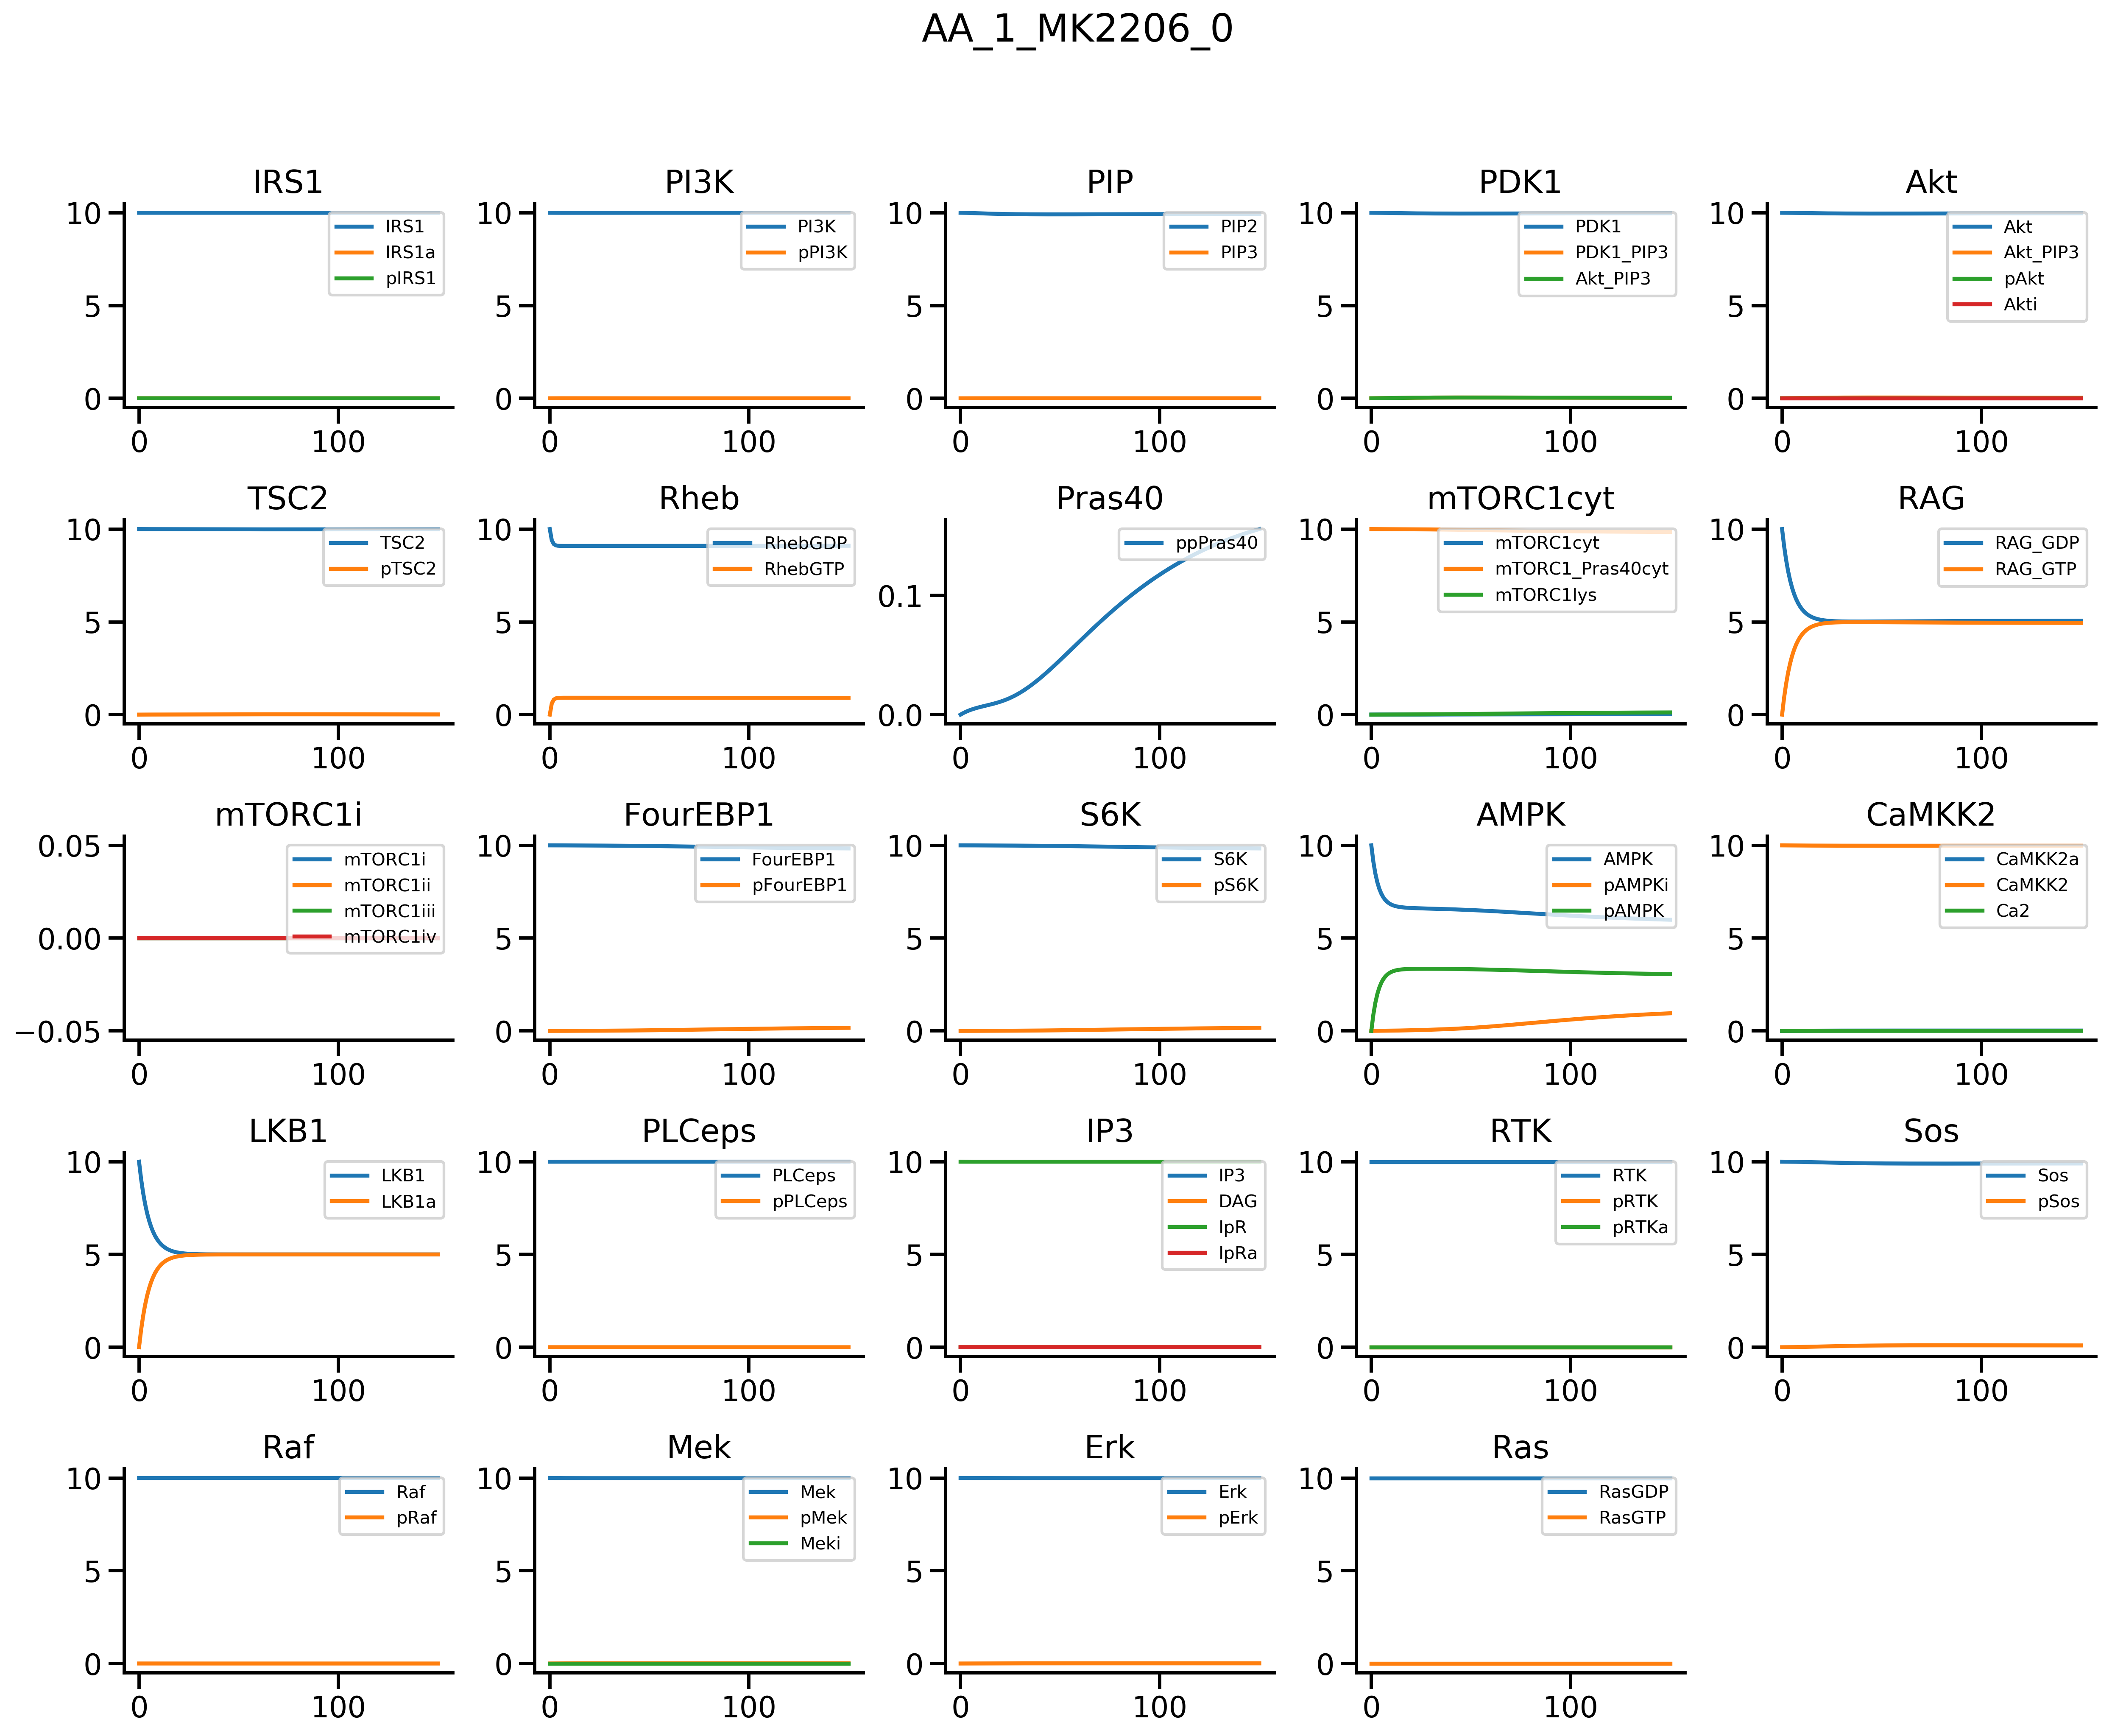 AA_1_MK2206_0
IRS1
10
5
0
0
100
IRS1
IRS1a
pIRS1
PI3K
10
5
0
0
100
PI3K
pPI3K
PIP
10
5
0
0
100
PIP2
PIP3
PDK1
10
5
0
0
100
PDK1
PDK1_PIP3
Akt_PIP3
Akt
10
5
0
0
100
Akt
Akt_PIP3
pAkt
Akti
TSC2
10
5
0
0
100
TSC2
pTSC2
Rheb
10
5
0
0
100
RhebGDP
RhebGTP
Pras40
0.1
0.0
0
100
ppPras40
mTORC1cyt
10
5
0
0
100
mTORC1cyt
mTORC1_Pras40cyt
mTORC1lys
RAG
10
5
0
0
100
RAG_GDP
RAG_GTP
mTORC1i
0.05
0.00
−0.05
0
100
mTORC1i
mTORC1ii
mTORC1iii
mTORC1iv
FourEBP1
10
5
0
0
100
FourEBP1
pFourEBP1
S6K
10
5
0
0
100
S6K
pS6K
AMPK
10
5
0
0
100
AMPK
pAMPKi
pAMPK
CaMKK2
10
5
0
0
100
CaMKK2a
CaMKK2
Ca2
LKB1
10
5
0
0
100
LKB1
LKB1a
PLCeps
10
5
0
0
100
PLCeps
pPLCeps
IP3
10
5
0
0
100
IP3
DAG
IpR
IpRa
RTK
10
5
0
0
100
RTK
pRTK
pRTKa
Sos
10
5
0
0
100
Sos
pSos
Raf
10
5
0
0
100
Raf
pRaf
Mek
10
5
0
0
100
Mek
pMek
Meki
Erk
10
5
0
0
100
Erk
pErk
Ras
10
5
0
0
100
RasGDP
RasGTP